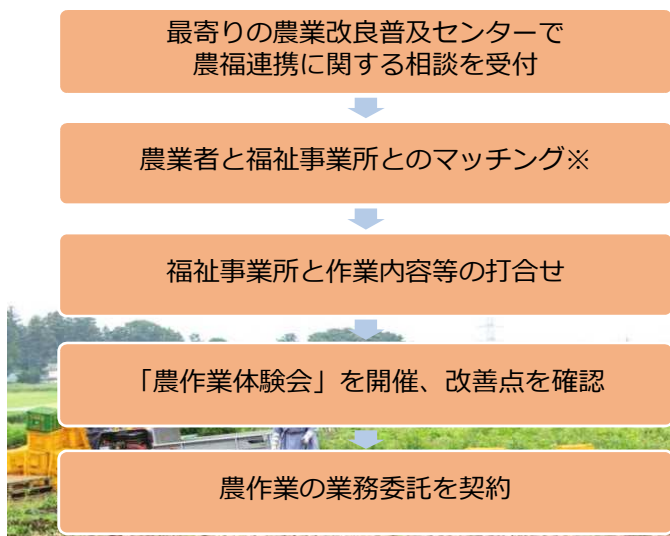 最寄りの農業改良普及センターで
農福連携に関する相談を受付
農業者と福祉事業所とのマッチング※
福祉事業所と作業内容等の打合せ
「農作業体験会」を開催、改善点を確認
農作業の業務委託を契約